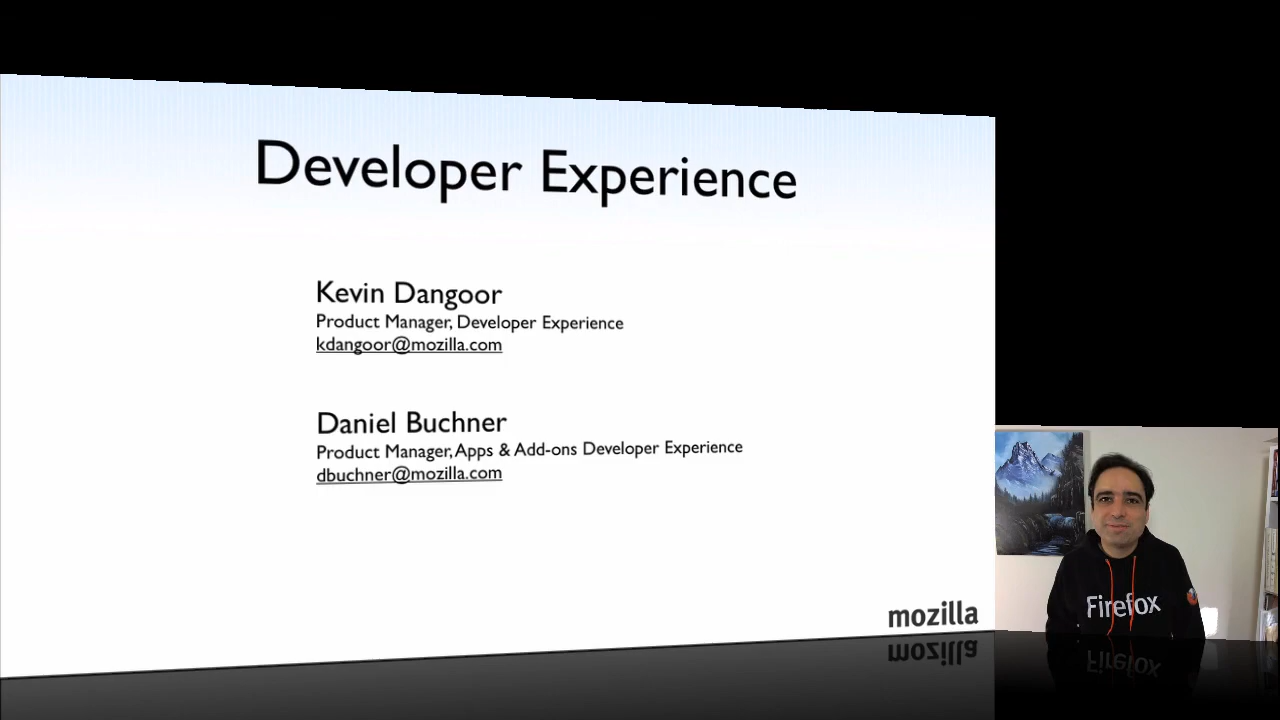 Developer Experience
Kevin Dangoor
Product Manager, Developer Experience
kdangoor@mozilla.com
Daniel Buchner
Product Manager, Apps & Add-ons Developer Experience
dbuchner@mozilla.com
mozilla
Firefox